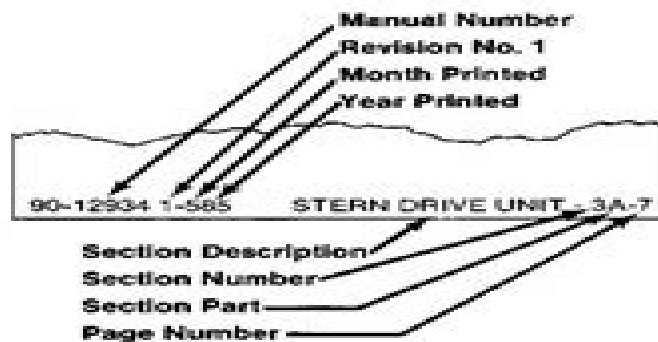 Manual Number
Revision No. 1
Month Printed
Year Printed
90-12934 1-585 STERN DRIVE UNIT - 3A-7
Section Description
Section Number
Section Part
Page Number